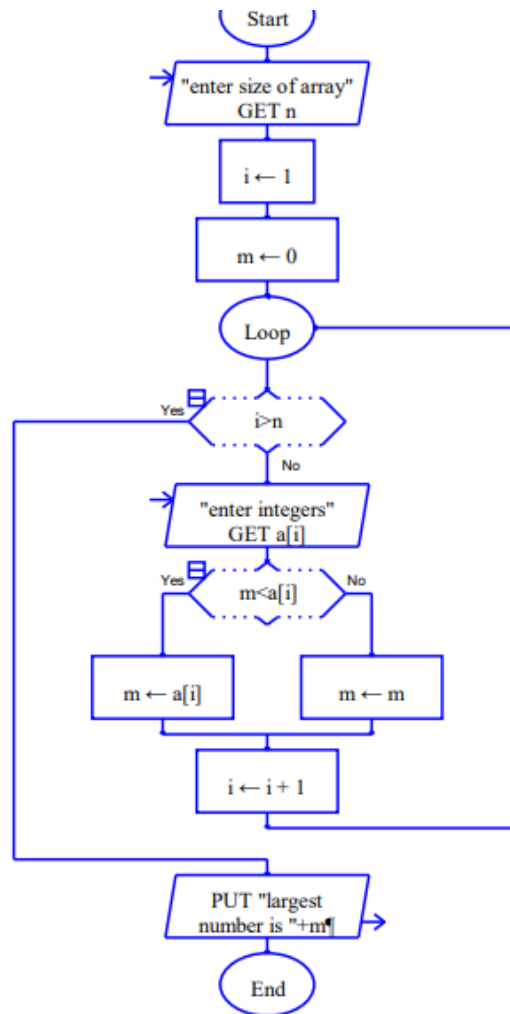 Start
"enter size of array"
GET n
i ← 1
m ← 0
Loop
Yes
i>n
No
"enter integers"
GET a[i]
Yes
m<a[i]
No
m ← a[i]
m ← m
i ← i + 1
PUT "largest
number is "+m¶
End